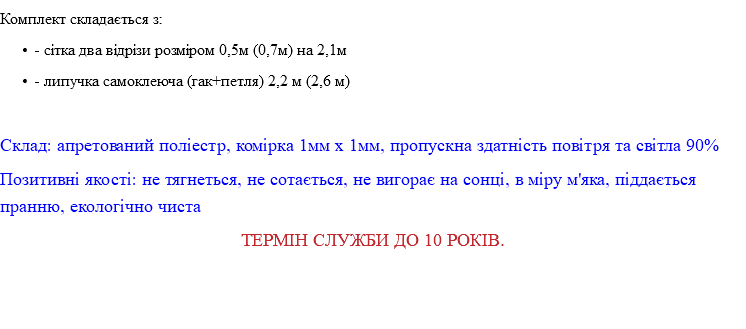 Комплект складається з:
• - сітка два відрізи розміром 0,5м (0,7м) на 2,1м
• - липучка самоклеюча (гак+петля) 2,2 м (2,6 м)
Склад: апретований поліестр, комірка 1мм х 1мм, пропускна здатність повітря та світла 90%
Позитивні якості: не тягнеться, не сотається, не вигорає на сонці, в міру м'яка, піддається
пранню, екологічно чиста
ТЕРМІН СЛУЖБИ ДО 10 РОКІВ.